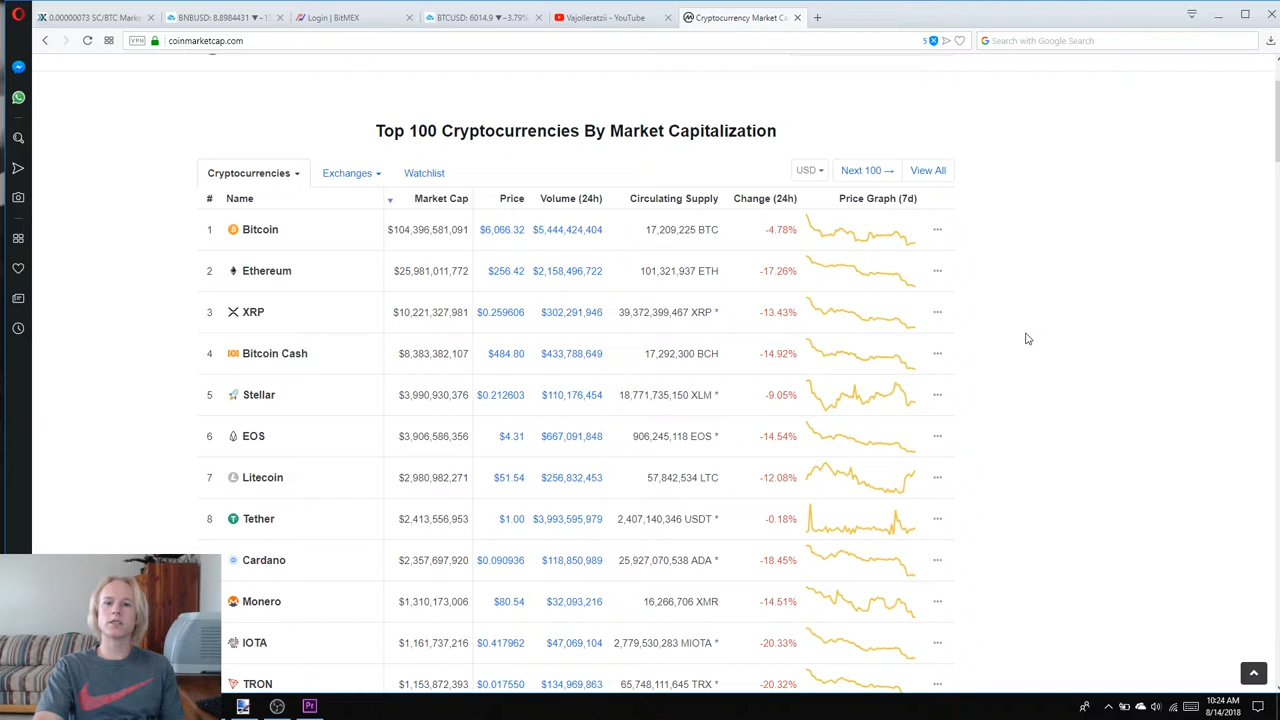 0.00000073 SC/BTC Marke
BNBUSD: 8.8984431 ▼−1
Login | BitMEX
BTCUSD: 6014.9 ▼−3.79%
Vajolleratzii - YouTube
Cryptocurrency Market Ca
VPN
coinmarketcap.com
5
Search with Google Search
Top 100 Cryptocurrencies By Market Capitalization
Cryptocurrencies Exchanges Watchlist USD Next 100 → View All
# Name Market Cap Price Volume (24h) Circulating Supply Change (24h) Price Graph (7d)
1 Bitcoin $104,396,581,091 $6,066.32 $5,444,424,404 17,209,225 BTC -4.78%
2 Ethereum $25,981,011,772 $256.42 $2,158,496,722 101,321,937 ETH -17.26%
3 XRP $10,221,327,981 $0.259606 $302,291,946 39,372,399,467 XRP * -13.43%
4 Bitcoin Cash $8,383,382,107 $484.80 $433,788,649 17,292,300 BCH -14.92%
5 Stellar $3,990,930,376 $0.212603 $110,176,454 18,771,735,150 XLM * -9.05%
6 EOS $3,906,586,356 $4.31 $667,091,848 906,245,118 EOS * -14.54%
7 Litecoin $2,980,982,271 $51.54 $256,832,453 57,842,534 LTC -12.08%
8 Tether $2,413,556,953 $1.00 $3,993,595,979 2,407,140,346 USDT * -0.18%
Cardano $2,357,697,920 $0.090936 $118,850,989 25,927,070,538 ADA * -18.45%
Monero $1,310,173,006 $80.54 $32,093,216 16,266,706 XMR -14.51%
IOTA $1,161,737,216 $0.417962 $47,069,104 2,779,530,283 MIOTA * -20.33%
TRON $1,153,872,393 $0.017550 65,748,111,645 TRX * -20.32%
Pr
10:24 AM
8/14/2018